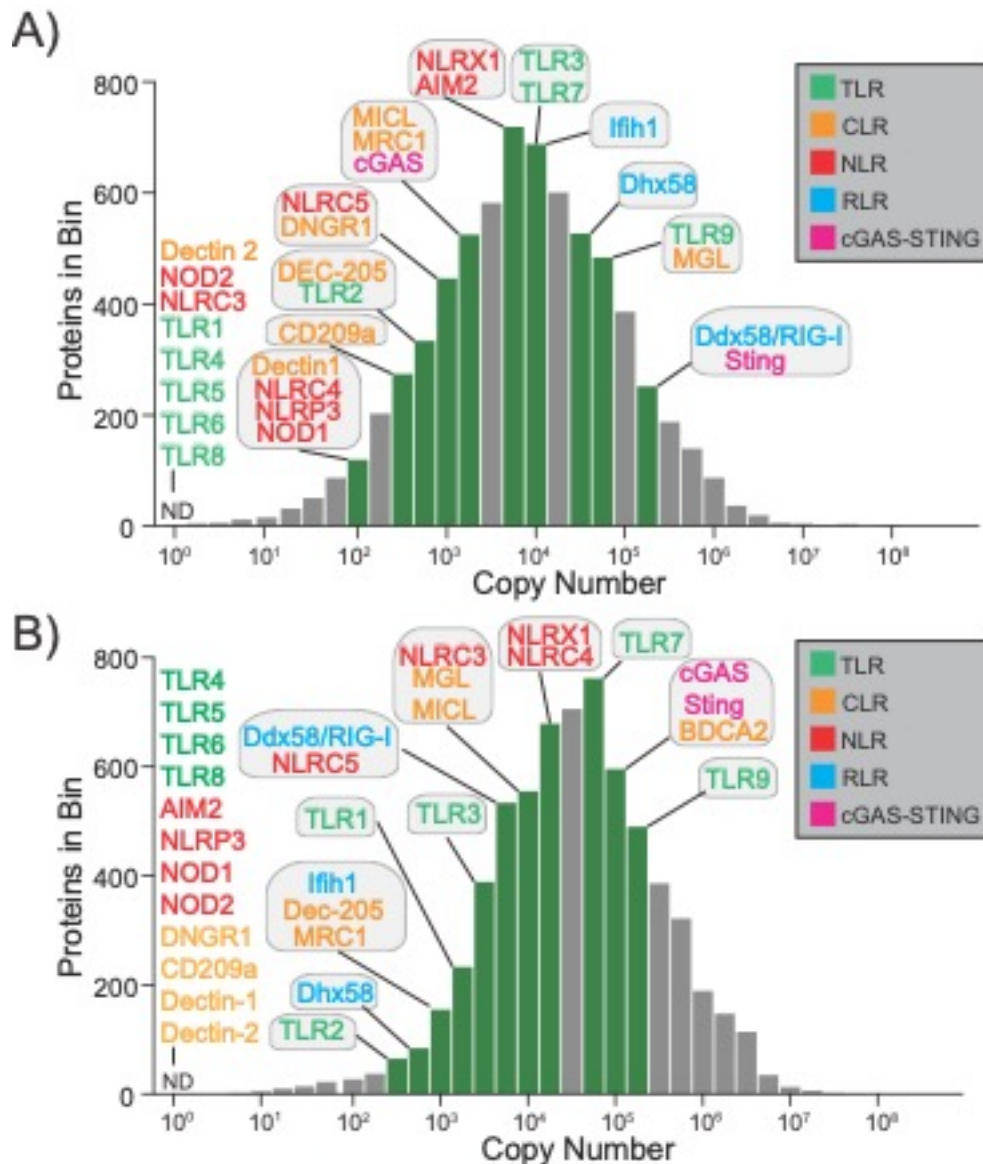 A)
Proteins in Bin
800
600
400
200
0
Dectin 2
NOD2
NLRC3
TLR1
TLR4
TLR5
TLR6
TLR8
ND
Dectin1
NLRC4
NLRP3
NOD1
CD209a
DEC-205
TLR2
NLRC5
DNGR1
MICL
MRC1
cGAS
NLRX1
AIM2
TLR3
TLR7
Ifih1
Dhx58
TLR9
MGL
Ddx58/RIG-I
Sting
TLR
CLR
NLR
RLR
cGAS-STING
10⁰ 10¹ 10² 10³ 10⁴ 10⁵ 10⁶ 10⁷ 10⁸
Copy Number
B)
Proteins in Bin
800
600
400
200
0
TLR4
TLR5
TLR6
TLR8
AIM2
NLRP3
NOD1
NOD2
DNGR1
CD209a
Dectin-1
Dectin-2
ND
TLR2
Dhx58
Ifih1
Dec-205
MRC1
TLR1
TLR3
Ddx58/RIG-I
NLRC5
NLRC3
MGL
MICL
NLRX1
NLRC4
TLR7
cGAS
Sting
BDCA2
TLR9
TLR
CLR
NLR
RLR
cGAS-STING
10⁰ 10¹ 10² 10³ 10⁴ 10⁵ 10⁶ 10⁷ 10⁸
Copy Number